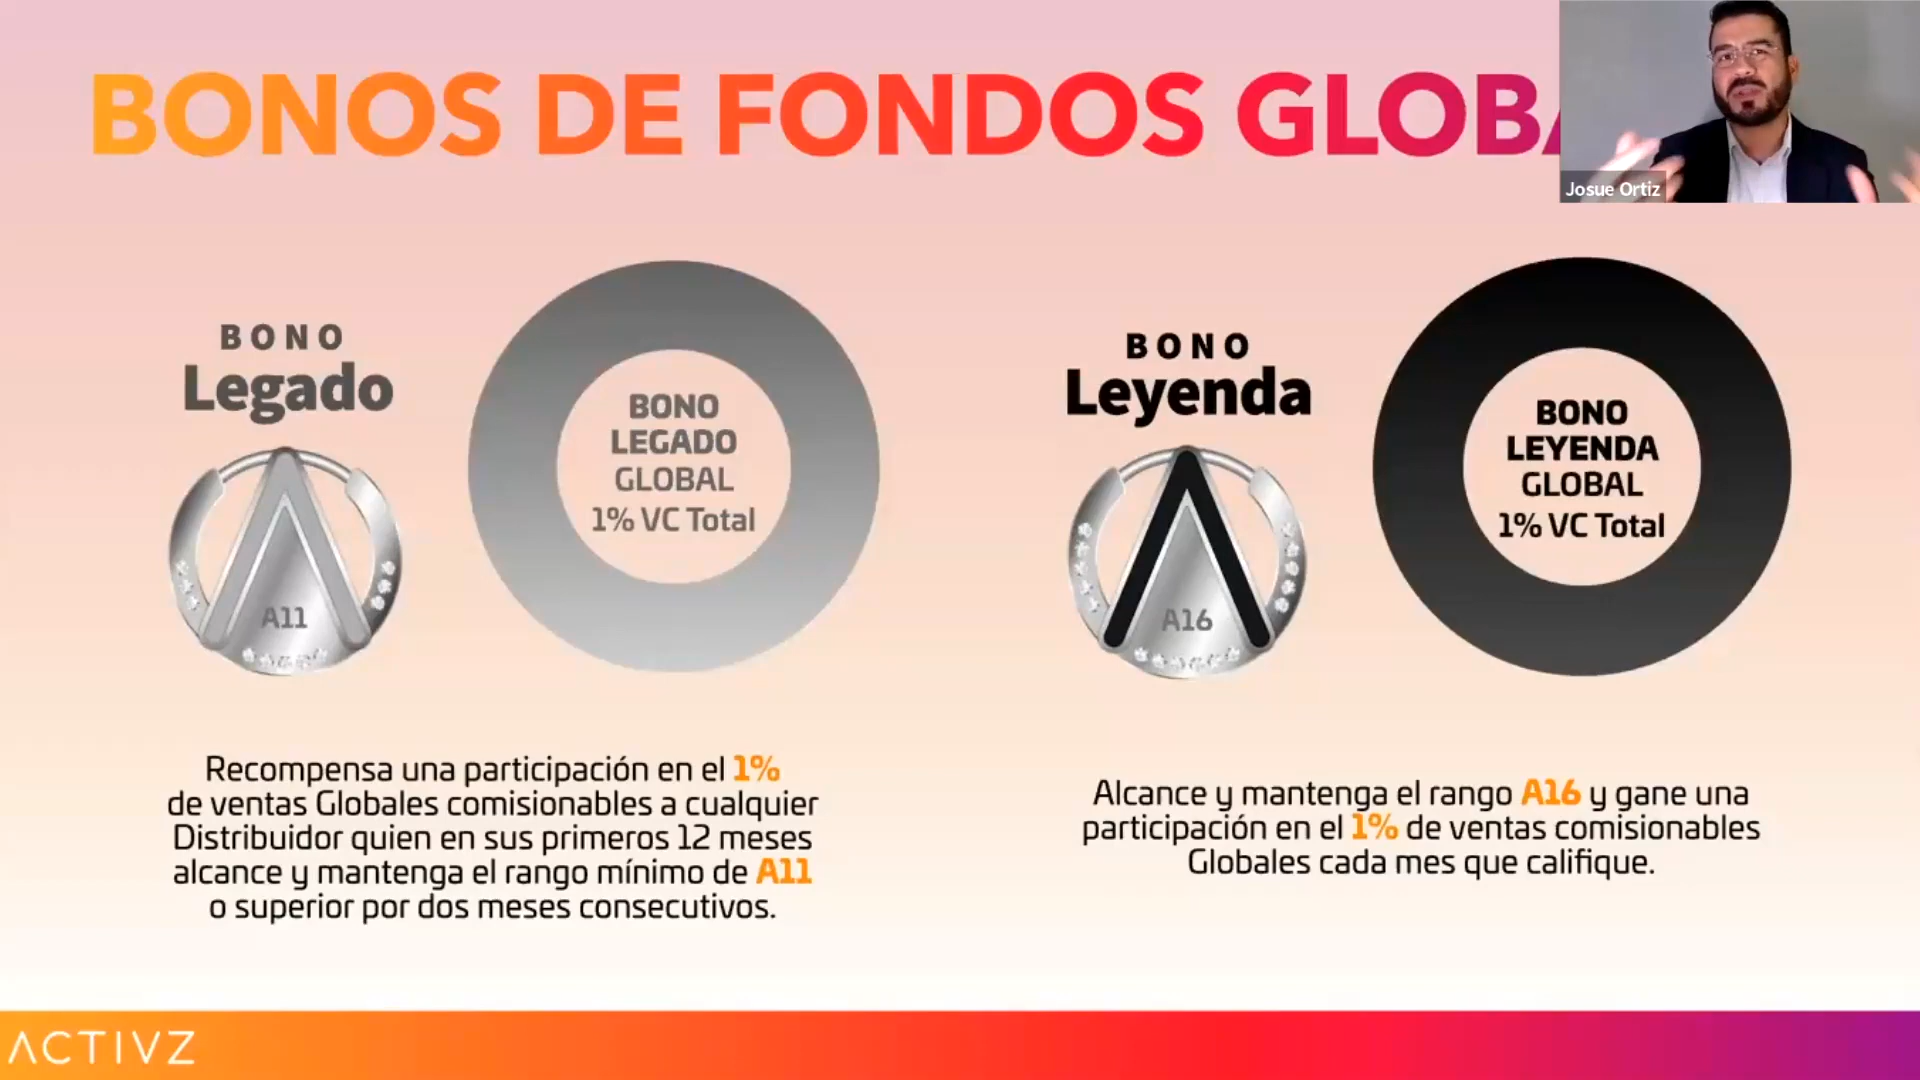 BONOS DE FONDOS
Josue Ortiz
BONO
Legado
A11
BONO
LEGADO
GLOBAL
1% VC Total
BONO
Leyenda
A16
BONO
LEYENDA
GLOBAL
1% VC Total
Recompensa una participación en el 1%
de ventas Globales comisionables a cualquier
Distribuidor quien en sus primeros 12 meses
alcance y mantenga el rango mínimo de A11
o superior por dos meses consecutivos.
Alcance y mantenga el rango A16 y gane una
participación en el 1% de ventas comisionables
Globales cada mes que califique.
ACTIVZ